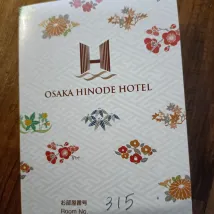 OSAKA HINODE HOTEL
お部屋番号
Room No.
315